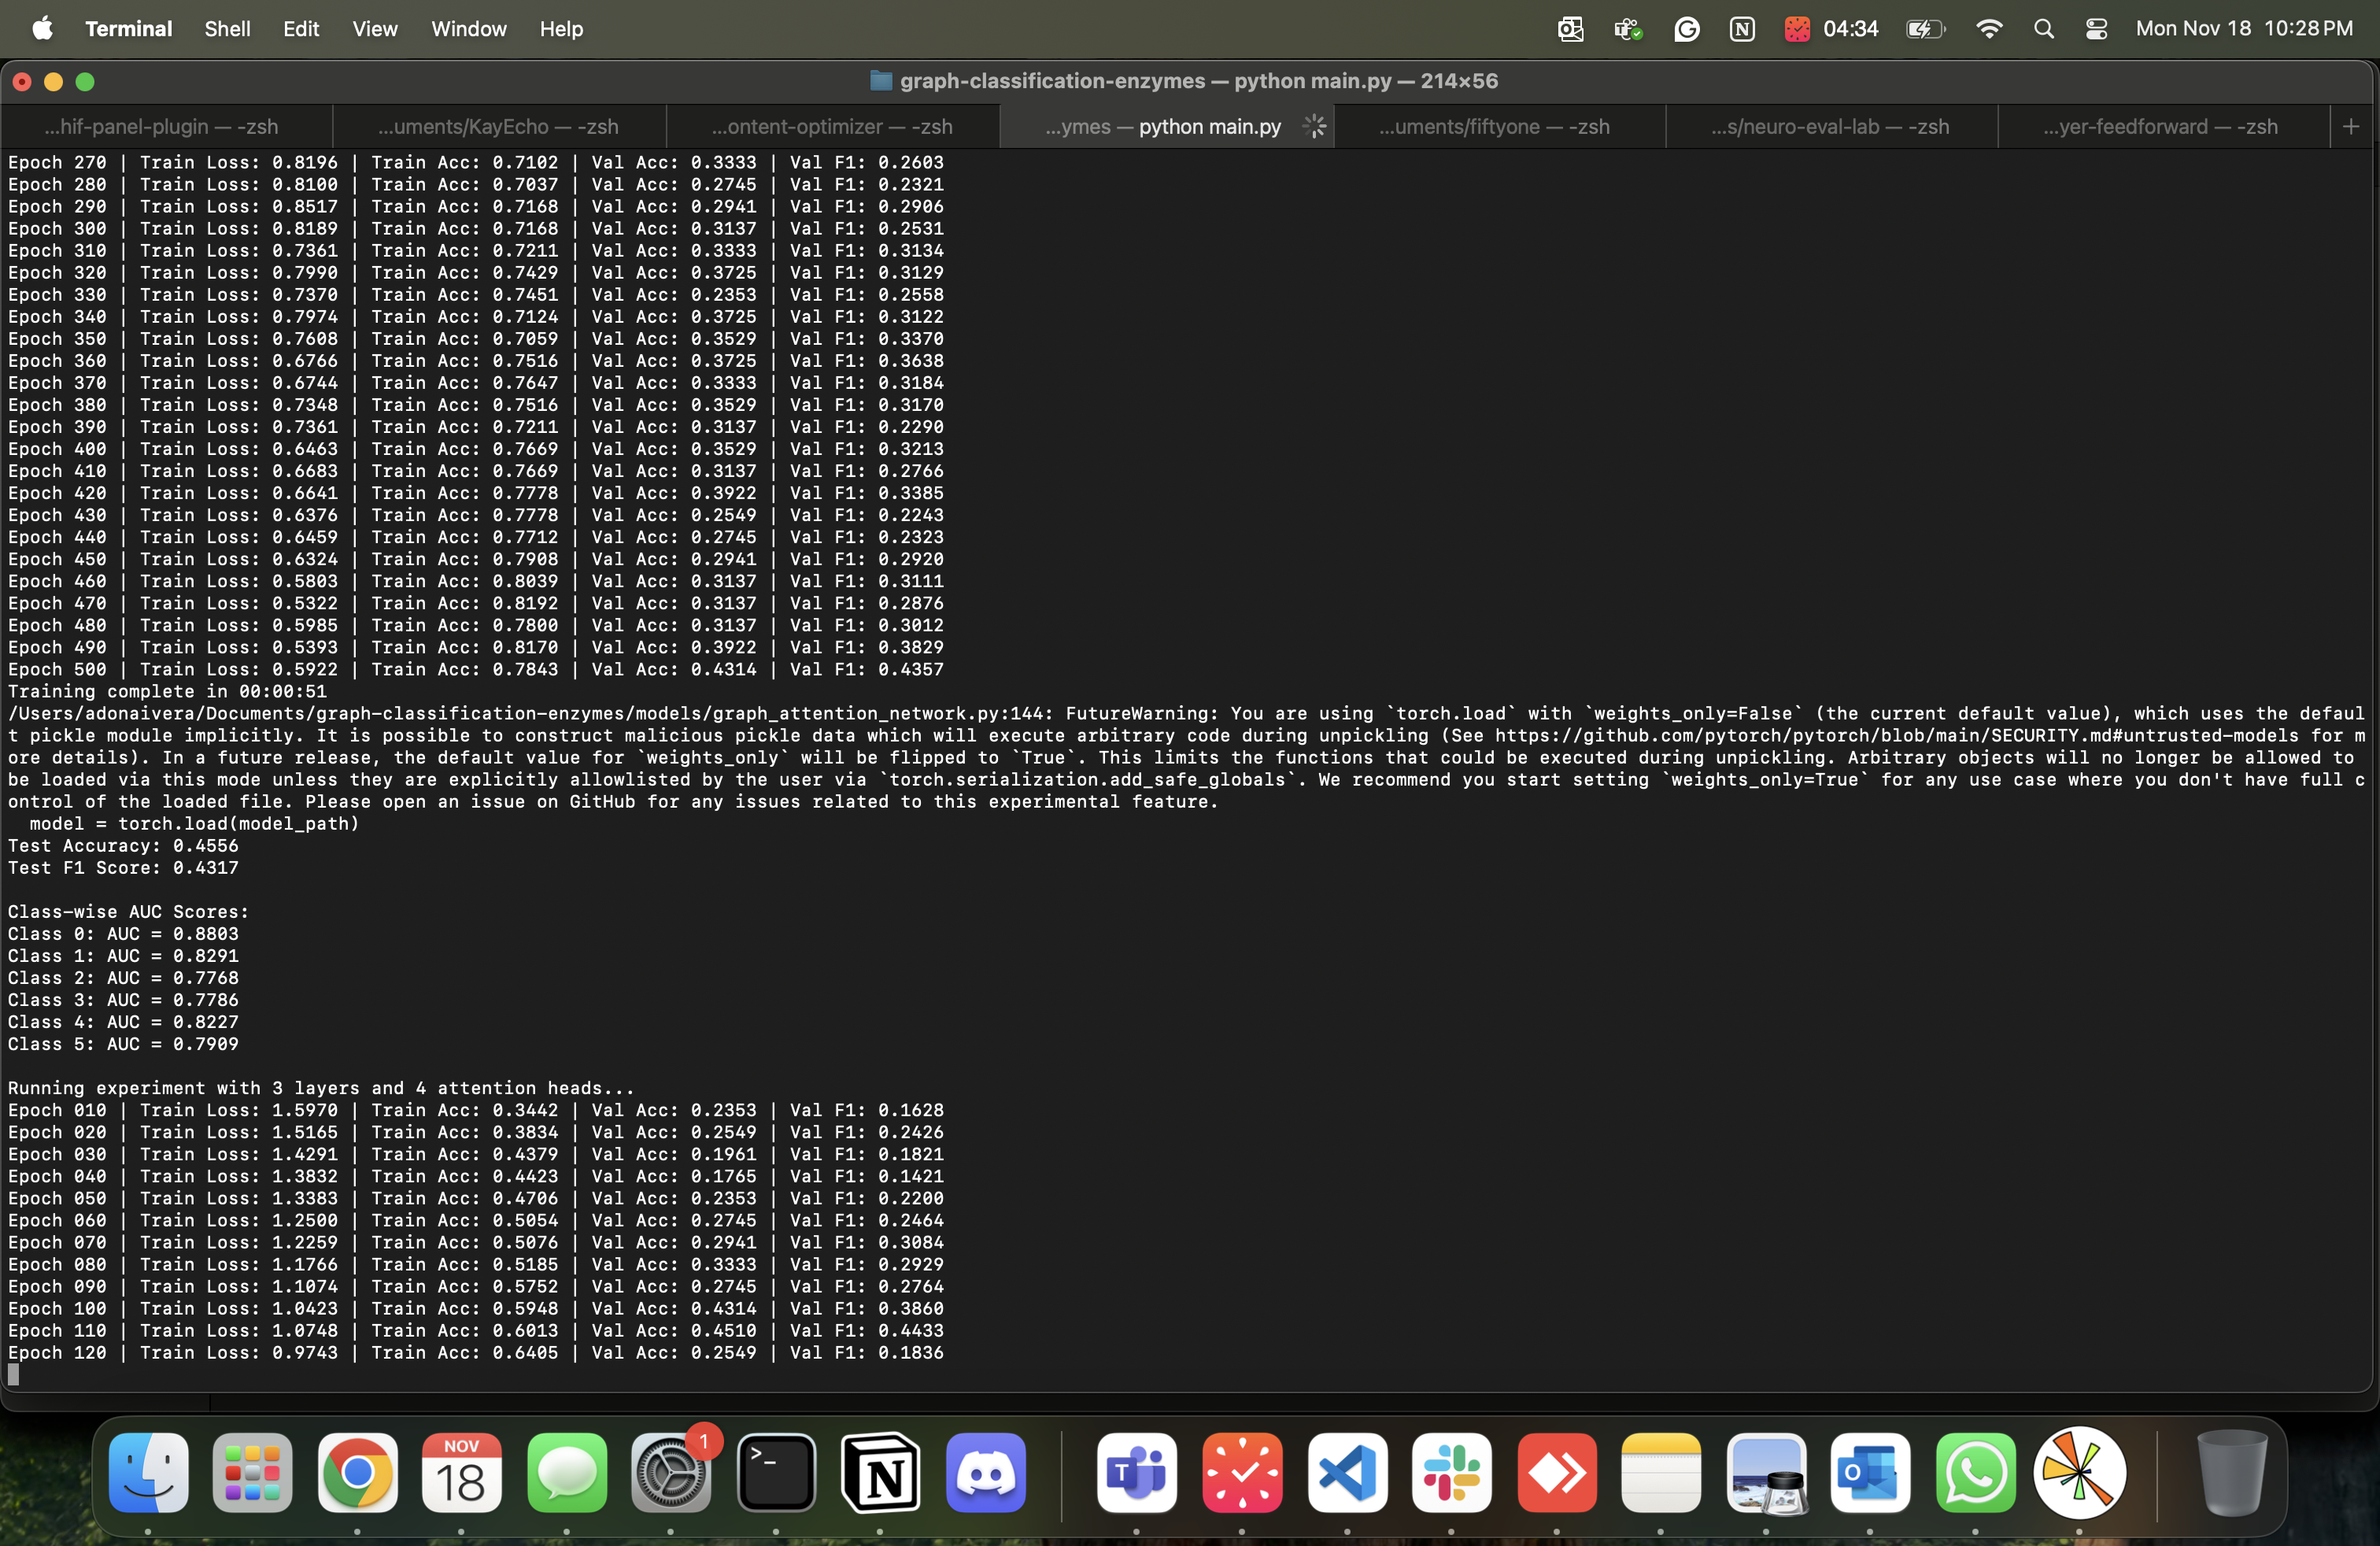 Terminal Shell Edit View Window Help 04:34 Mon Nov 18 10:28 PM
graph-classification-enzymes — python main.py — 214×56
...hif-panel-plugin — -zsh ...uments/KayEcho — -zsh ...ontent-optimizer — -zsh ...ymes — python main.py ...uments/fiftyone — -zsh ...s/neuro-eval-lab — -zsh ...yer-feedforward — -zsh +
Epoch 270 | Train Loss: 0.8196 | Train Acc: 0.7102 | Val Acc: 0.3333 | Val F1: 0.2603
Epoch 280 | Train Loss: 0.8100 | Train Acc: 0.7037 | Val Acc: 0.2745 | Val F1: 0.2321
Epoch 290 | Train Loss: 0.8517 | Train Acc: 0.7168 | Val Acc: 0.2941 | Val F1: 0.2906
Epoch 300 | Train Loss: 0.8189 | Train Acc: 0.7168 | Val Acc: 0.3137 | Val F1: 0.2531
Epoch 310 | Train Loss: 0.7361 | Train Acc: 0.7211 | Val Acc: 0.3333 | Val F1: 0.3134
Epoch 320 | Train Loss: 0.7990 | Train Acc: 0.7429 | Val Acc: 0.3725 | Val F1: 0.3129
Epoch 330 | Train Loss: 0.7370 | Train Acc: 0.7451 | Val Acc: 0.2353 | Val F1: 0.2558
Epoch 340 | Train Loss: 0.7974 | Train Acc: 0.7124 | Val Acc: 0.3725 | Val F1: 0.3122
Epoch 350 | Train Loss: 0.7608 | Train Acc: 0.7059 | Val Acc: 0.3529 | Val F1: 0.3370
Epoch 360 | Train Loss: 0.6766 | Train Acc: 0.7516 | Val Acc: 0.3725 | Val F1: 0.3638
Epoch 370 | Train Loss: 0.6744 | Train Acc: 0.7647 | Val Acc: 0.3333 | Val F1: 0.3184
Epoch 380 | Train Loss: 0.7348 | Train Acc: 0.7516 | Val Acc: 0.3529 | Val F1: 0.3170
Epoch 390 | Train Loss: 0.7361 | Train Acc: 0.7211 | Val Acc: 0.3137 | Val F1: 0.2290
Epoch 400 | Train Loss: 0.6463 | Train Acc: 0.7669 | Val Acc: 0.3529 | Val F1: 0.3213
Epoch 410 | Train Loss: 0.6683 | Train Acc: 0.7669 | Val Acc: 0.3137 | Val F1: 0.2766
Epoch 420 | Train Loss: 0.6641 | Train Acc: 0.7778 | Val Acc: 0.3922 | Val F1: 0.3385
Epoch 430 | Train Loss: 0.6376 | Train Acc: 0.7778 | Val Acc: 0.2549 | Val F1: 0.2243
Epoch 440 | Train Loss: 0.6459 | Train Acc: 0.7712 | Val Acc: 0.2745 | Val F1: 0.2323
Epoch 450 | Train Loss: 0.6324 | Train Acc: 0.7908 | Val Acc: 0.2941 | Val F1: 0.2920
Epoch 460 | Train Loss: 0.5803 | Train Acc: 0.8039 | Val Acc: 0.3137 | Val F1: 0.3111
Epoch 470 | Train Loss: 0.5322 | Train Acc: 0.8192 | Val Acc: 0.3137 | Val F1: 0.2876
Epoch 480 | Train Loss: 0.5985 | Train Acc: 0.7800 | Val Acc: 0.3137 | Val F1: 0.3012
Epoch 490 | Train Loss: 0.5393 | Train Acc: 0.8170 | Val Acc: 0.3922 | Val F1: 0.3829
Epoch 500 | Train Loss: 0.5922 | Train Acc: 0.7843 | Val Acc: 0.4314 | Val F1: 0.4357
Training complete in 00:00:51
/Users/adonaivera/Documents/graph-classification-enzymes/models/graph_attention_network.py:144: FutureWarning: You are using `torch.load` with `weights_only=False` (the current default value), which uses the defaul
t pickle module implicitly. It is possible to construct malicious pickle data which will execute arbitrary code during unpickling (See https://github.com/pytorch/pytorch/blob/main/SECURITY.md#untrusted-models for m
ore details). In a future release, the default value for `weights_only` will be flipped to `True`. This limits the functions that could be executed during unpickling. Arbitrary objects will no longer be allowed to
be loaded via this mode unless they are explicitly allowlisted by the user via `torch.serialization.add_safe_globals`. We recommend you start setting `weights_only=True` for any use case where you don't have full c
ontrol of the loaded file. Please open an issue on GitHub for any issues related to this experimental feature.
  model = torch.load(model_path)
Test Accuracy: 0.4556
Test F1 Score: 0.4317
Class-wise AUC Scores:
Class 0: AUC = 0.8803
Class 1: AUC = 0.8291
Class 2: AUC = 0.7768
Class 3: AUC = 0.7786
Class 4: AUC = 0.8227
Class 5: AUC = 0.7909
Running experiment with 3 layers and 4 attention heads...
Epoch 010 | Train Loss: 1.5970 | Train Acc: 0.3442 | Val Acc: 0.2353 | Val F1: 0.1628
Epoch 020 | Train Loss: 1.5165 | Train Acc: 0.3834 | Val Acc: 0.2549 | Val F1: 0.2426
Epoch 030 | Train Loss: 1.4291 | Train Acc: 0.4379 | Val Acc: 0.1961 | Val F1: 0.1821
Epoch 040 | Train Loss: 1.3832 | Train Acc: 0.4423 | Val Acc: 0.1765 | Val F1: 0.1421
Epoch 050 | Train Loss: 1.3383 | Train Acc: 0.4706 | Val Acc: 0.2353 | Val F1: 0.2200
Epoch 060 | Train Loss: 1.2500 | Train Acc: 0.5054 | Val Acc: 0.2745 | Val F1: 0.2464
Epoch 070 | Train Loss: 1.2259 | Train Acc: 0.5076 | Val Acc: 0.2941 | Val F1: 0.3084
Epoch 080 | Train Loss: 1.1766 | Train Acc: 0.5185 | Val Acc: 0.3333 | Val F1: 0.2929
Epoch 090 | Train Loss: 1.1074 | Train Acc: 0.5752 | Val Acc: 0.2745 | Val F1: 0.2764
Epoch 100 | Train Loss: 1.0423 | Train Acc: 0.5948 | Val Acc: 0.4314 | Val F1: 0.3860
Epoch 110 | Train Loss: 1.0748 | Train Acc: 0.6013 | Val Acc: 0.4510 | Val F1: 0.4433
Epoch 120 | Train Loss: 0.9743 | Train Acc: 0.6405 | Val Acc: 0.2549 | Val F1: 0.1836
NOV
18
1